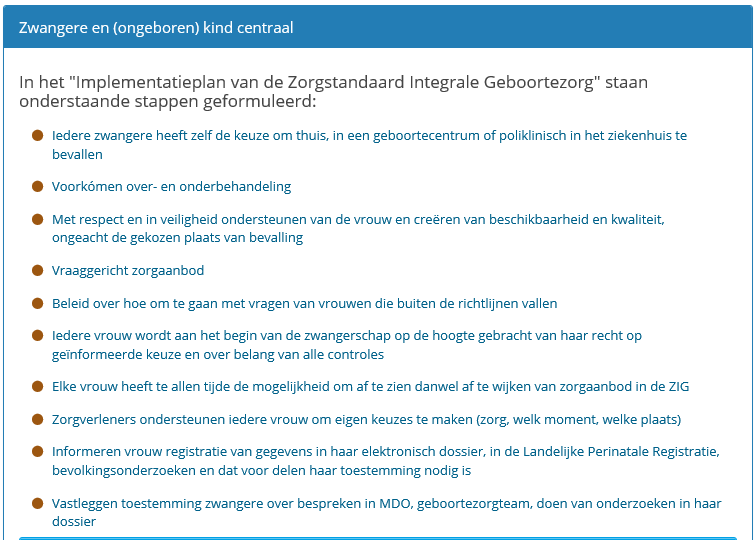 Zwangere en (ongeboren) kind centraal
In het "Implementatieplan van de Zorgstandaard Integrale Geboortezorg" staan
onderstaande stappen geformuleerd:
Iedere zwangere heeft zelf de keuze om thuis, in een geboortecentrum of poliklinisch in het ziekenhuis te
bevallen
Voorkómen over- en onderbehandeling
Met respect en in veiligheid ondersteunen van de vrouw en creëren van beschikbaarheid en kwaliteit,
ongeacht de gekozen plaats van bevalling
Vraaggericht zorgaanbod
Beleid over hoe om te gaan met vragen van vrouwen die buiten de richtlijnen vallen
Iedere vrouw wordt aan het begin van de zwangerschap op de hoogte gebracht van haar recht op
geïnformeerde keuze en over belang van alle controles
Elke vrouw heeft te allen tijde de mogelijkheid om af te zien danwel af te wijken van zorgaanbod in de ZIG
Zorgverleners ondersteunen iedere vrouw om eigen keuzes te maken (zorg, welk moment, welke plaats)
Informeren vrouw registratie van gegevens in haar elektronisch dossier, in de Landelijke Perinatale Registratie,
bevolkingsonderzoeken en dat voor delen haar toestemming nodig is
Vastleggen toestemming zwangere over bespreken in MDO, geboortezorgteam, doen van onderzoeken in haar
dossier